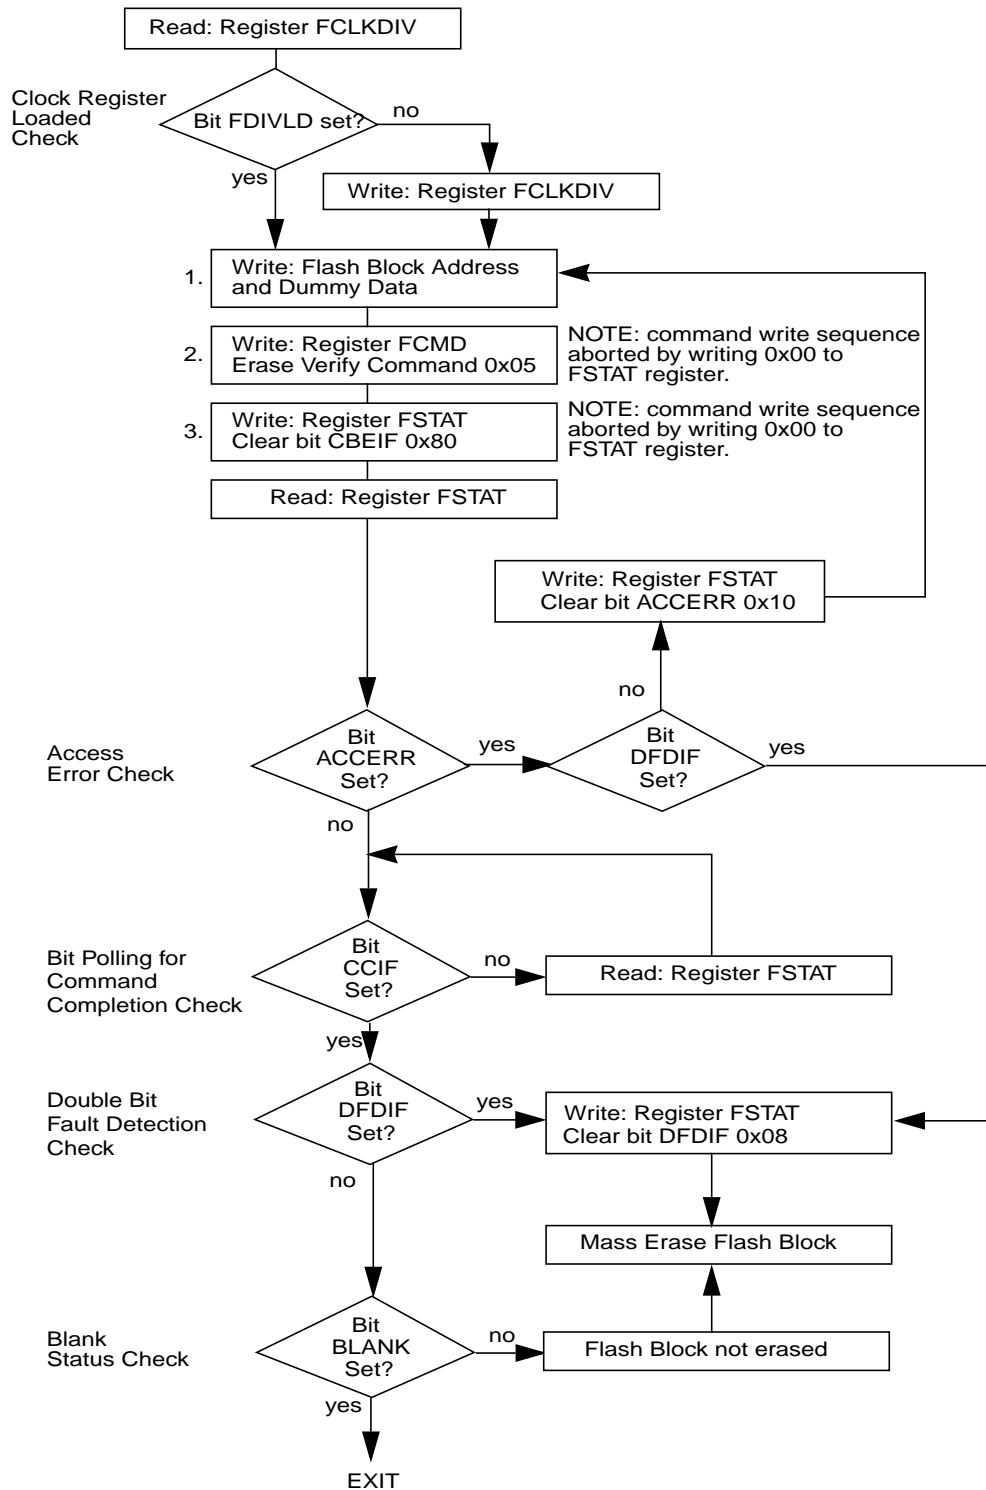 Read: Register FCLKDIV
Clock Register
Loaded
Check
Bit FDIVLD set?
no
yes
Write: Register FCLKDIV
1.
Write: Flash Block Address
and Dummy Data
2.
Write: Register FCMD
Erase Verify Command 0x05
NOTE: command write sequence
aborted by writing 0x00 to
FSTAT register.
3.
Write: Register FSTAT
Clear bit CBEIF 0x80
NOTE: command write sequence
aborted by writing 0x00 to
FSTAT register.
Read: Register FSTAT
Write: Register FSTAT
Clear bit ACCERR 0x10
no
Access
Error Check
Bit
ACCERR
Set?
yes
Bit
DFDIF
Set?
yes
no
Bit Polling for
Command
Completion Check
Bit
CCIF
Set?
no
Read: Register FSTAT
yes
Double Bit
Fault Detection
Check
Bit
DFDIF
Set?
yes
Write: Register FSTAT
Clear bit DFDIF 0x08
no
Mass Erase Flash Block
Blank
Status Check
Bit
BLANK
Set?
no
Flash Block not erased
yes
EXIT